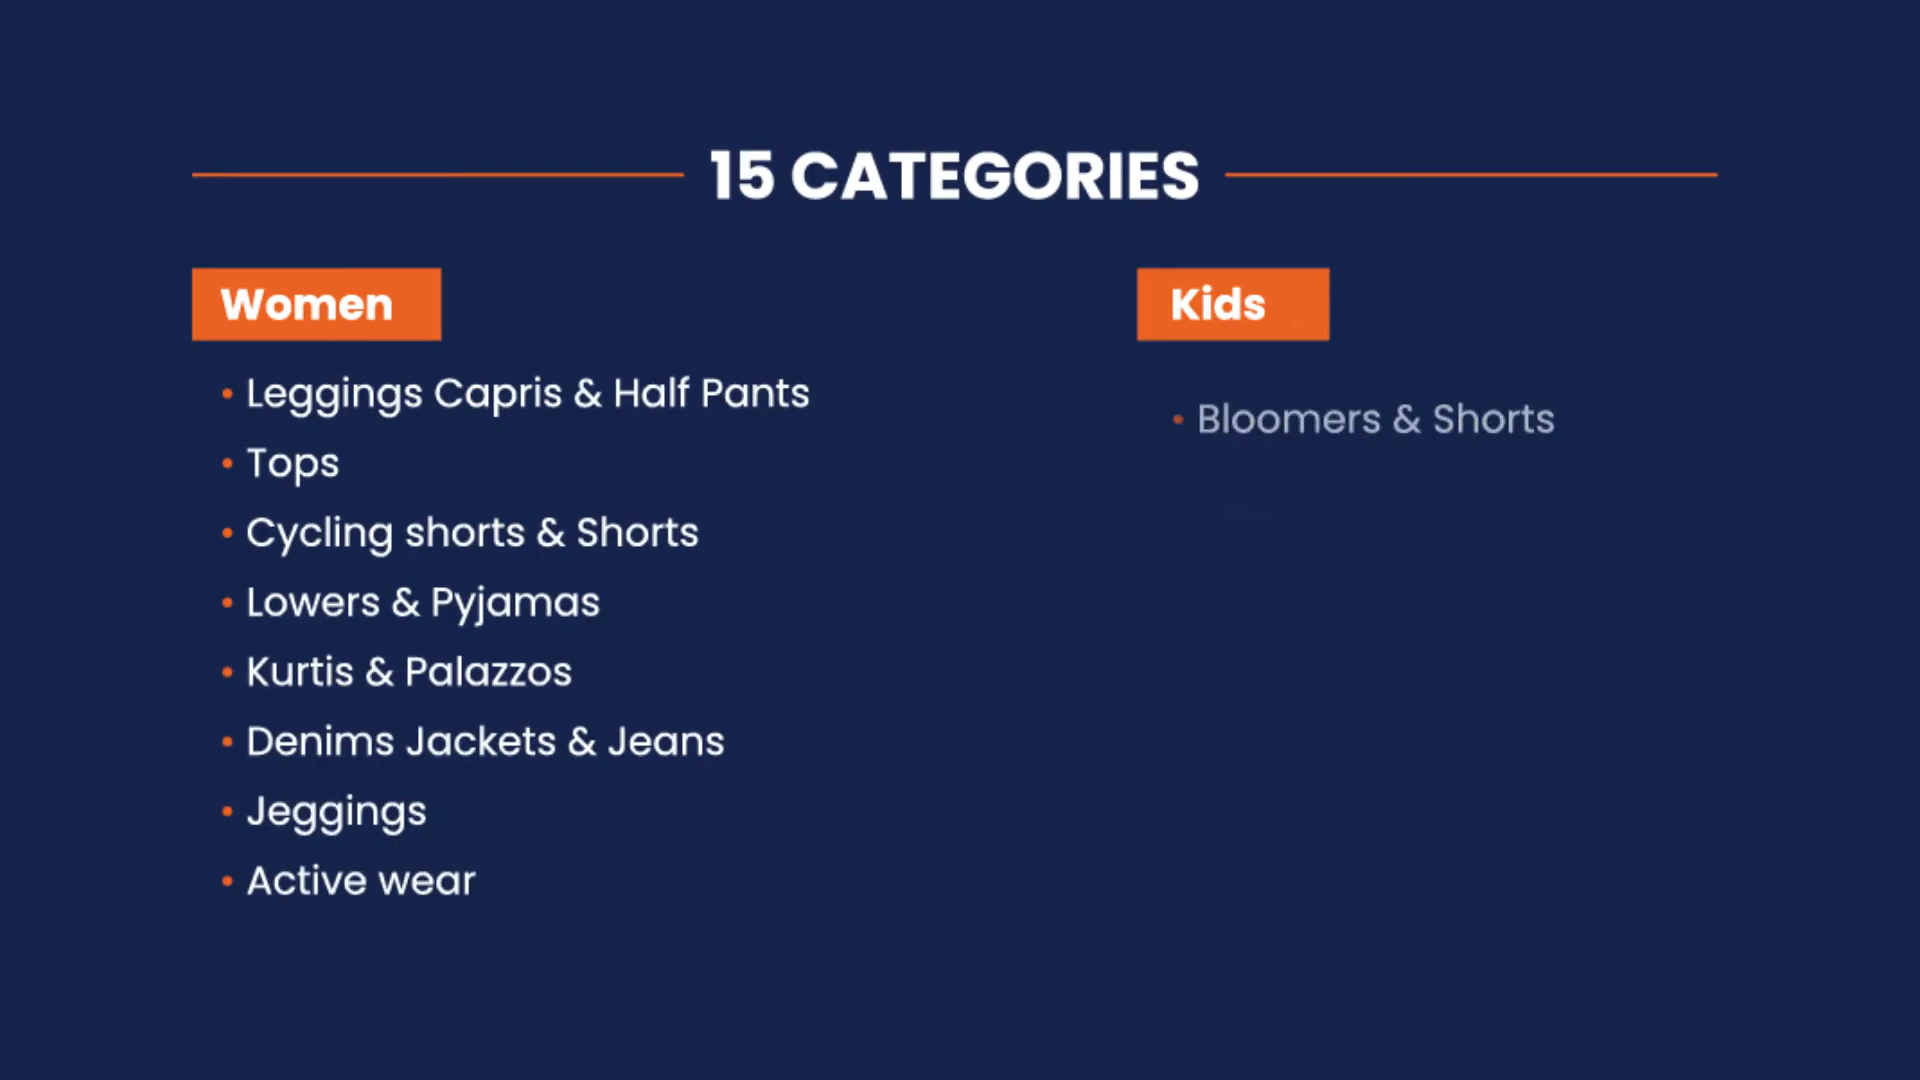 15 CATEGORIES
Women
• Leggings Capris & Half Pants
• Tops
• Cycling shorts & Shorts
• Lowers & Pyjamas
• Kurtis & Palazzos
• Denims Jackets & Jeans
• Jeggings
• Active wear
Kids
• Bloomers & Shorts